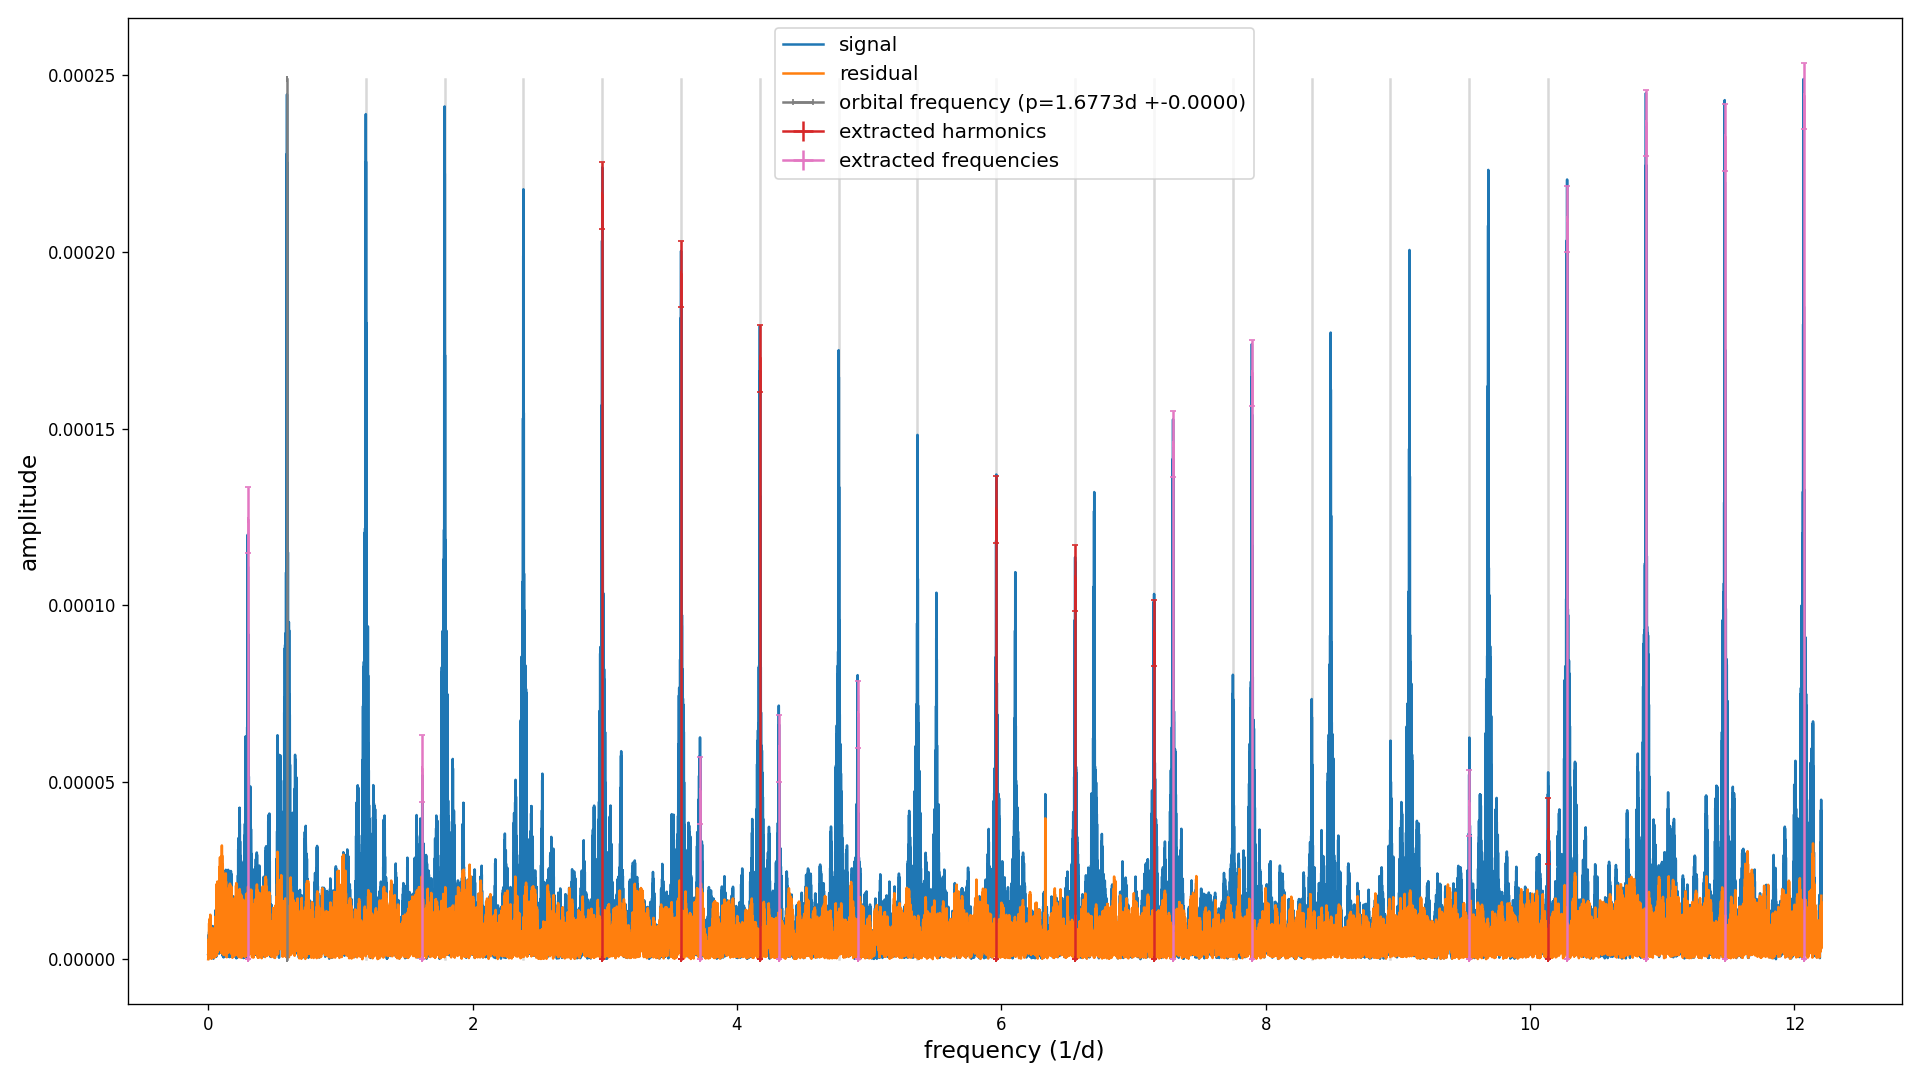 signal
residual
orbital frequency (p=1.6773d +-0.0000)
extracted harmonics
extracted frequencies
amplitude
0.00025
0.00020
0.00015
0.00010
0.00005
0.00000
0 2 4 6 8 10 12
frequency (1/d)